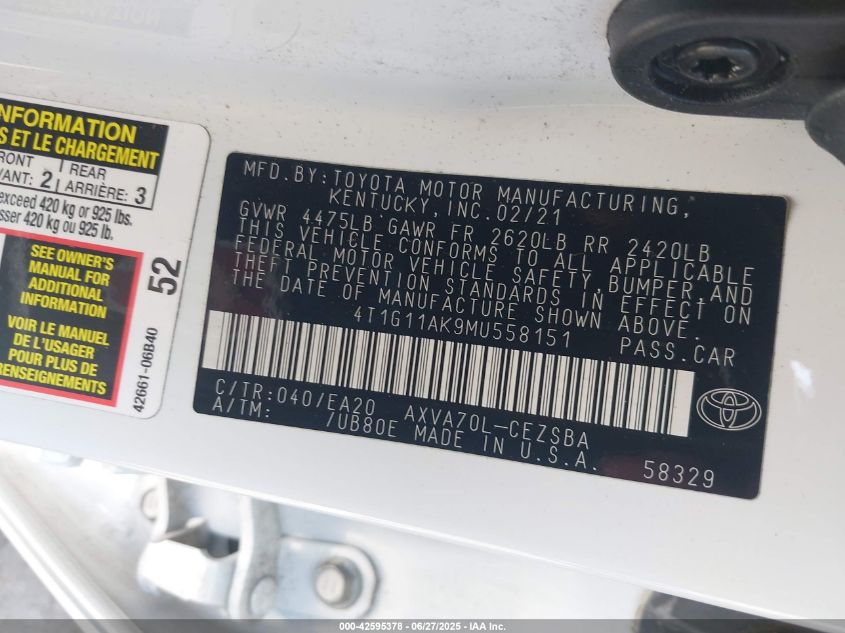 NFORMATION
S ET LE CHARGEMENT
RONT
VANT: 2
REAR
ARRIÈRE: 3
exceed 420 kg or 925 lbs.
sser 420 kg ou 925 lb.
SEE OWNER'S
MANUAL FOR
ADDITIONAL
INFORMATION
VOIR LE MANUEL
DE L'USAGER
POUR PLUS DE
RENSEIGNEMENTS
52
42661-06B40
MFD.BY:TOYOTA MOTOR MANUFACTURING,
KENTUCKY, INC.02/21
GVWR 4475LB GAWR FR 2620LB RR 2420LB
THIS VEHICLE CONFORMS TO ALL APPLICABLE
FEDERAL MOTOR VEHICLE SAFETY,BUMPER,AND
THEFT PREVENTION STANDARDS IN EFFECT ON
THE DATE OF MANUFACTURE SHOWN ABOVE.
4T1G11AK9MU558151 PASS.CAR
C/TR:040/EA20 AXVA70L-CEZSBA
A/TM: /UB80E MADE IN U.S.A.
58329
000-42595378 | 06/27/2025 - IAA Inc.